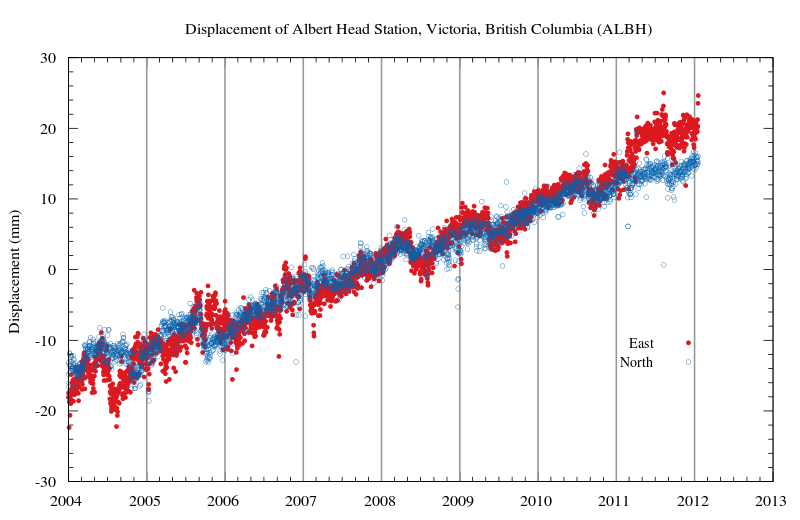 Displacement of Albert Head Station, Victoria, British Columbia (ALBH)
30
20
10
0
-10
-20
-30
Displacement (mm)
East
North
2004 2005 2006 2007 2008 2009 2010 2011 2012 2013